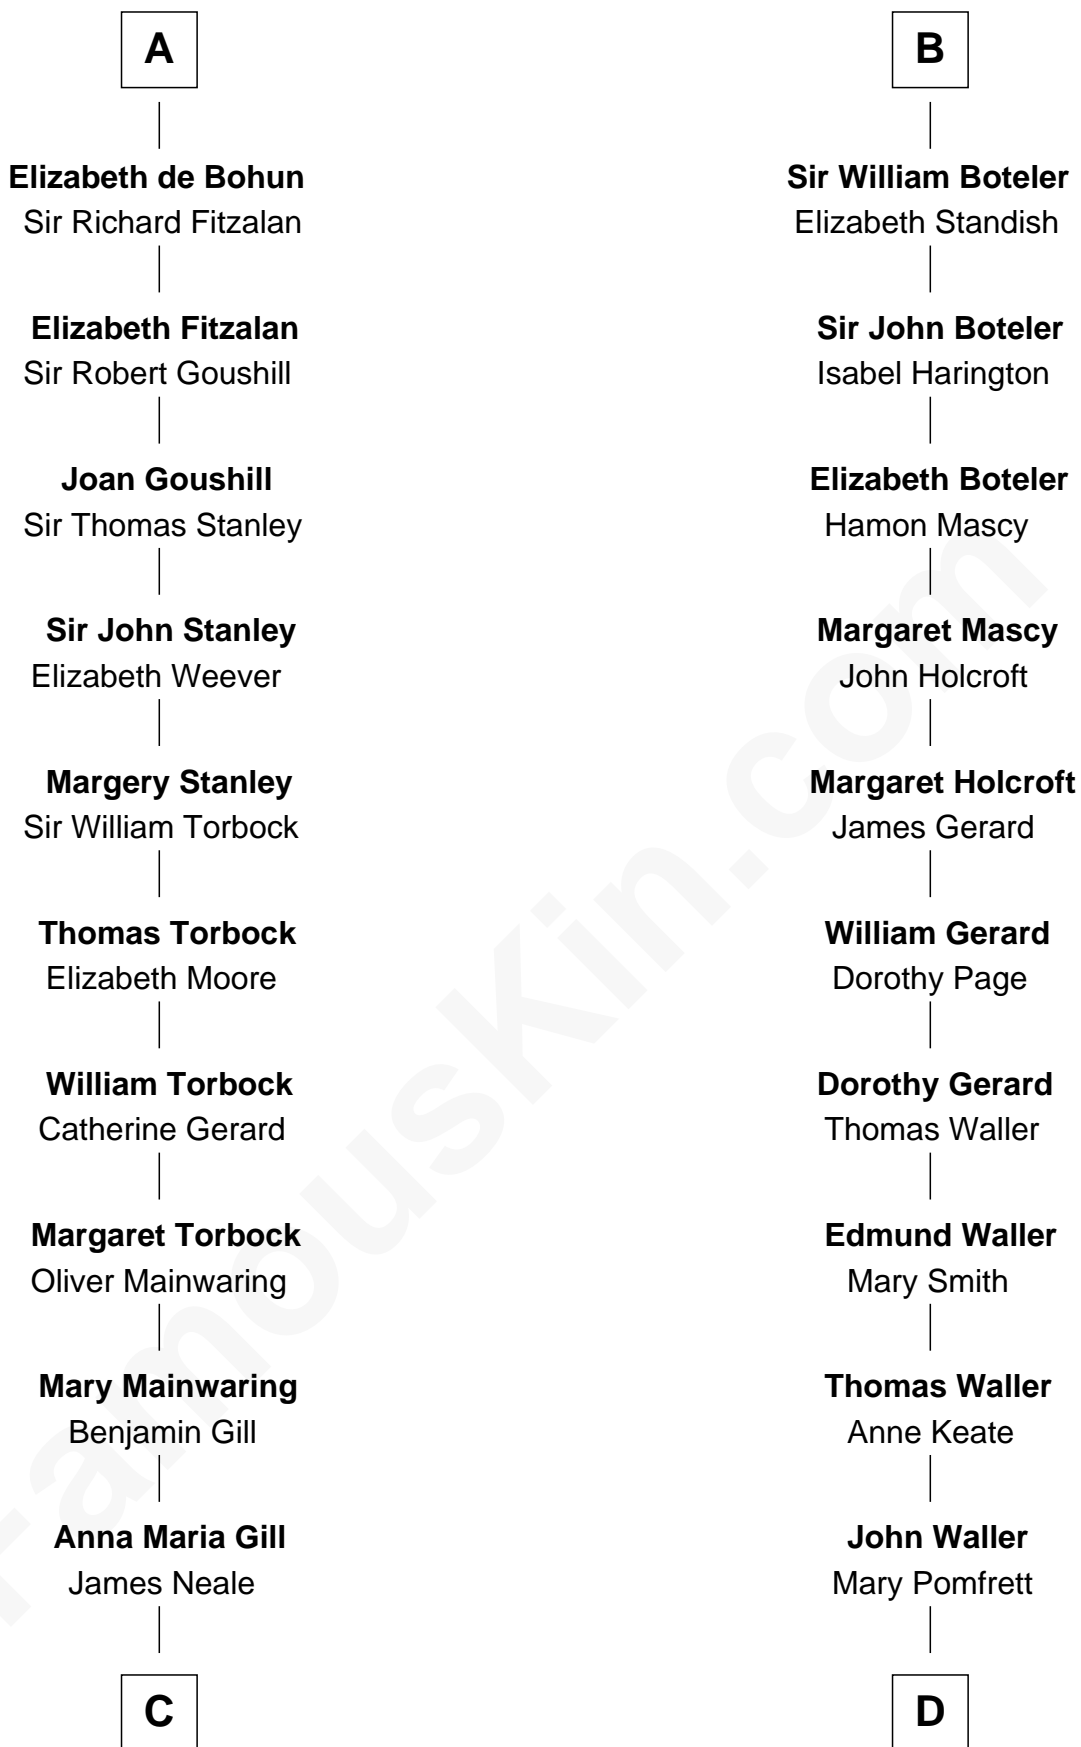 A
Elizabeth de Bohun
Sir Richard Fitzalan
Elizabeth Fitzalan
Sir Robert Goushill
Joan Goushill
Sir Thomas Stanley
Sir John Stanley
Elizabeth Weever
Margery Stanley
Sir William Torbock
Thomas Torbock
Elizabeth Moore
William Torbock
Catherine Gerard
Margaret Torbock
Oliver Mainwaring
Mary Mainwaring
Benjamin Gill
Anna Maria Gill
James Neale
C
B
Sir William Boteler
Elizabeth Standish
Sir John Boteler
Isabel Harington
Elizabeth Boteler
Hamon Mascy
Margaret Mascy
John Holcroft
Margaret Holcroft
James Gerard
William Gerard
Dorothy Page
Dorothy Gerard
Thomas Waller
Edmund Waller
Mary Smith
Thomas Waller
Anne Keate
John Waller
Mary Pomfrett
D
FamousKin.com